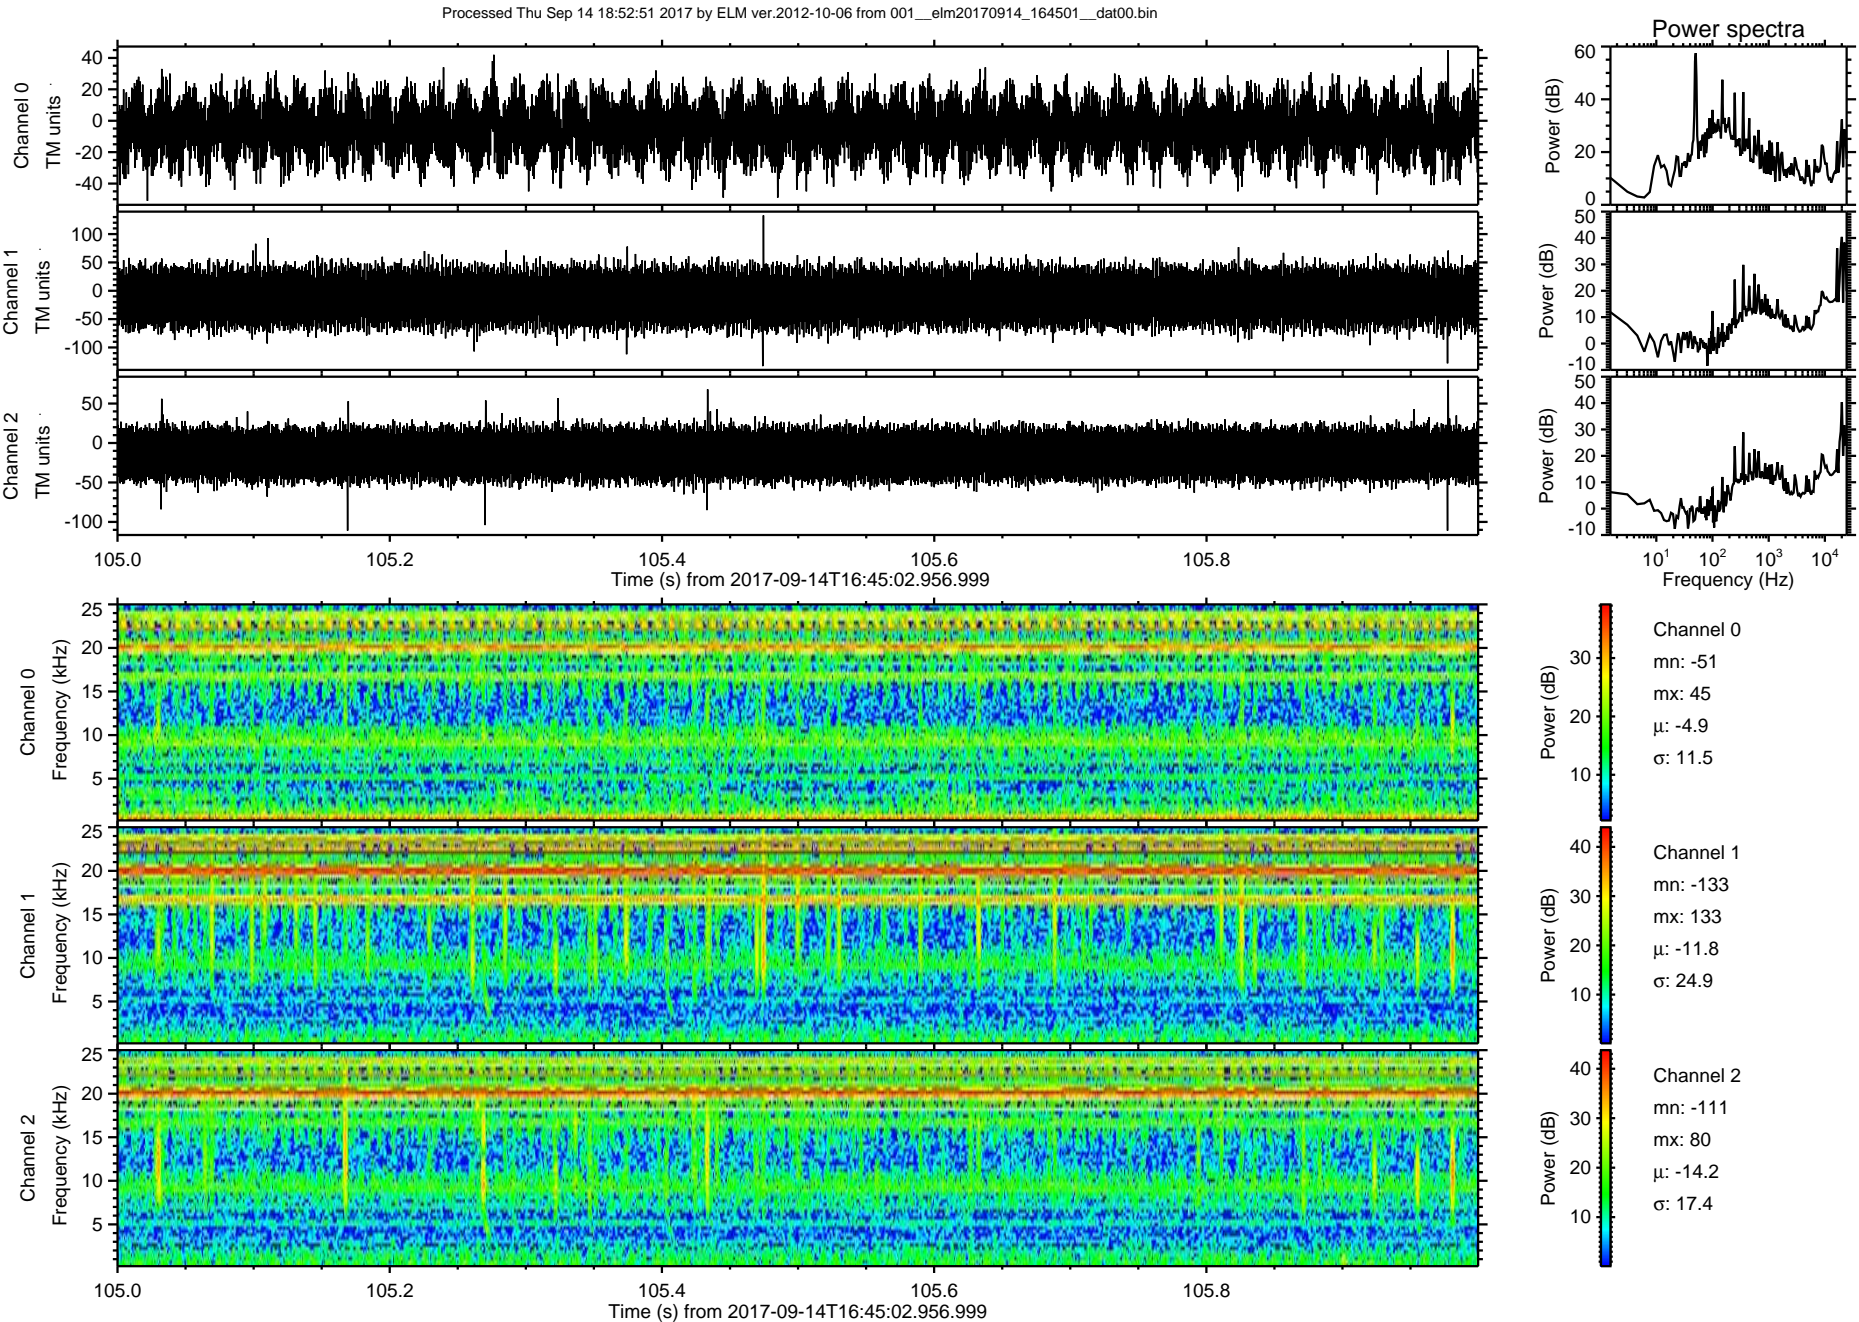 Processed Thu Sep 14 18:52:51 2017 by ELM ver.2012-10-06 from 001__elm20170914_164501__dat00.bin
Power spectra
Channel 0
TM units
40
20
0
-20
-40
Power (dB)
60
40
20
0
Channel 1
TM units
100
50
0
-50
-100
Power (dB)
50
40
30
20
10
0
-10
Channel 2
TM units
50
0
-50
-100
Power (dB)
50
40
30
20
10
0
-10
105.0 105.2 105.4 105.6 105.8
Time (s) from 2017-09-14T16:45:02.956.999
10¹ 10² 10³ 10⁴
Frequency (Hz)
Channel 0
Frequency (kHz)
25
20
15
10
5
Power (dB)
30
20
10
Channel 0
mn: -51
mx: 45
μ: -4.9
σ: 11.5
Channel 1
Frequency (kHz)
25
20
15
10
5
Power (dB)
40
30
20
10
Channel 1
mn: -133
mx: 133
μ: -11.8
σ: 24.9
Channel 2
Frequency (kHz)
25
20
15
10
5
Power (dB)
40
30
20
10
Channel 2
mn: -111
mx: 80
μ: -14.2
σ: 17.4
105.0 105.2 105.4 105.6 105.8
Time (s) from 2017-09-14T16:45:02.956.999